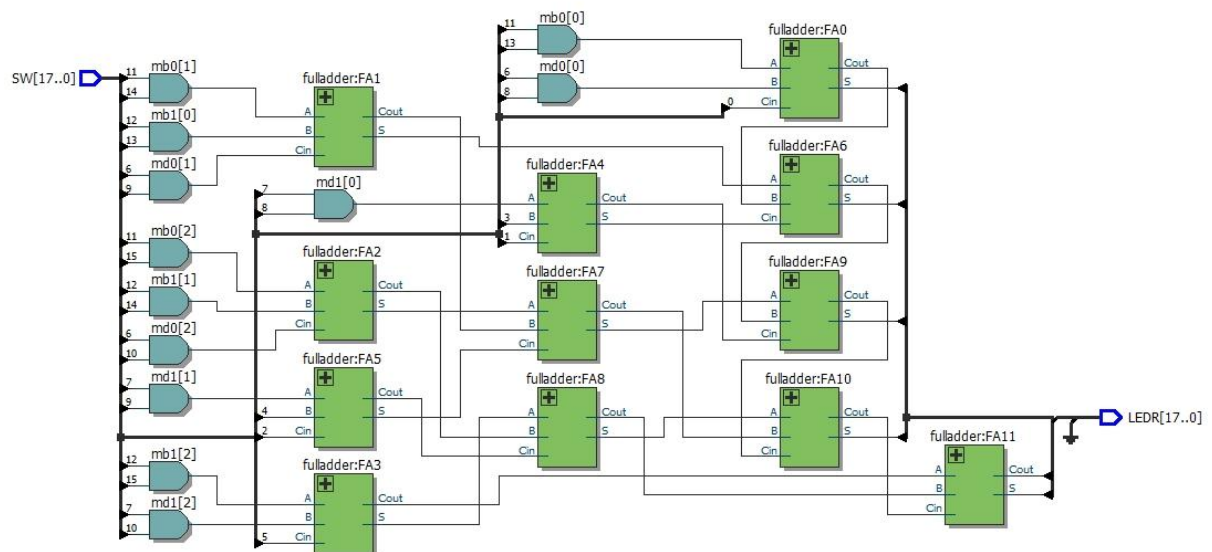 SW[17..0]
mb0[1]
11
14
mb1[0]
12
13
md0[1]
6
9
fulladder:FA1
A
B
Cin
Cout
S
mb0[0]
11
13
md0[0]
6
8
fulladder:FA0
0
A
B
Cin
Cout
S
md1[0]
7
8
fulladder:FA4
3
1
A
B
Cin
Cout
S
fulladder:FA6
A
B
Cin
Cout
S
mb0[2]
11
15
mb1[1]
12
14
md0[2]
6
10
fulladder:FA2
A
B
Cin
Cout
S
fulladder:FA7
A
B
Cin
Cout
S
fulladder:FA9
A
B
Cin
Cout
S
md1[1]
7
9
fulladder:FA5
4
2
A
B
Cin
Cout
S
fulladder:FA8
A
B
Cin
Cout
S
fulladder:FA10
A
B
Cin
Cout
S
LEDR[17..0]
mb1[2]
12
15
md1[2]
7
10
fulladder:FA3
5
A
B
Cin
Cout
S
fulladder:FA11
A
B
Cin
Cout
S